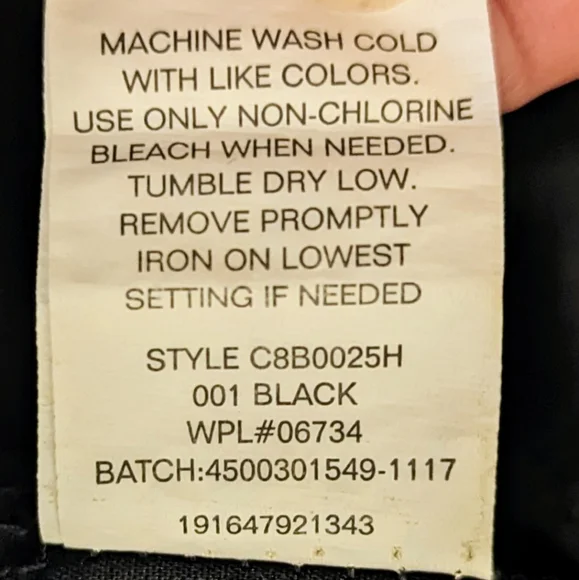 MACHINE WASH COLD
WITH LIKE COLORS.
USE ONLY NON-CHLORINE
BLEACH WHEN NEEDED.
TUMBLE DRY LOW.
REMOVE PROMPTLY
IRON ON LOWEST
SETTING IF NEEDED
STYLE C8B0025H
001 BLACK
WPL#06734
BATCH:4500301549-1117
191647921343